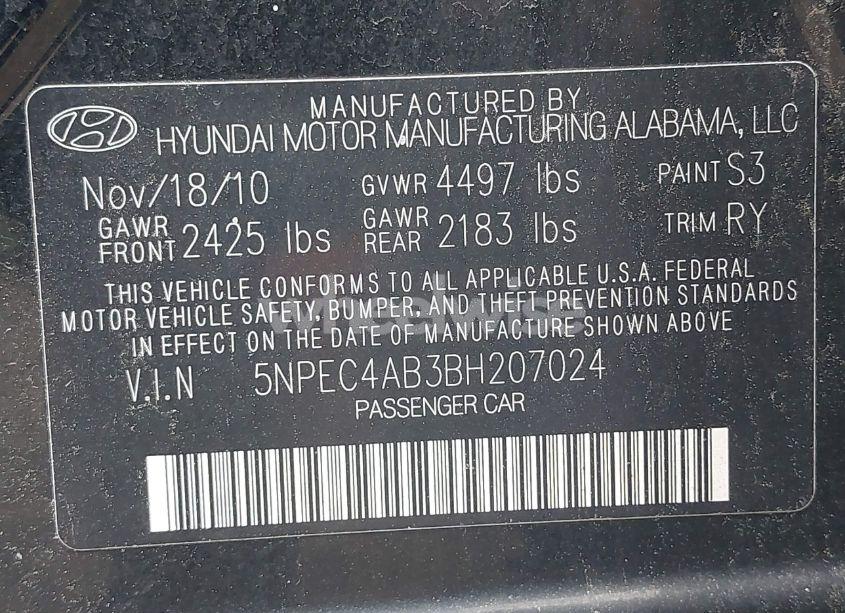 MANUFACTURED BY
HYUNDAI MOTOR MANUFACTURING ALABAMA, LLC
Nov/18/10 GVWR 4497 lbs PAINT S3
GAWR FRONT 2425 lbs GAWR REAR 2183 lbs TRIM RY
THIS VEHICLE CONFORMS TO ALL APPLICABLE U.S.A. FEDERAL
MOTOR VEHICLE SAFETY, BUMPER, AND THEFT PREVENTION STANDARDS
IN EFFECT ON THE DATE OF MANUFACTURE SHOWN ABOVE
V.I.N 5NPEC4AB3BH207024
PASSENGER CAR
wheelwise